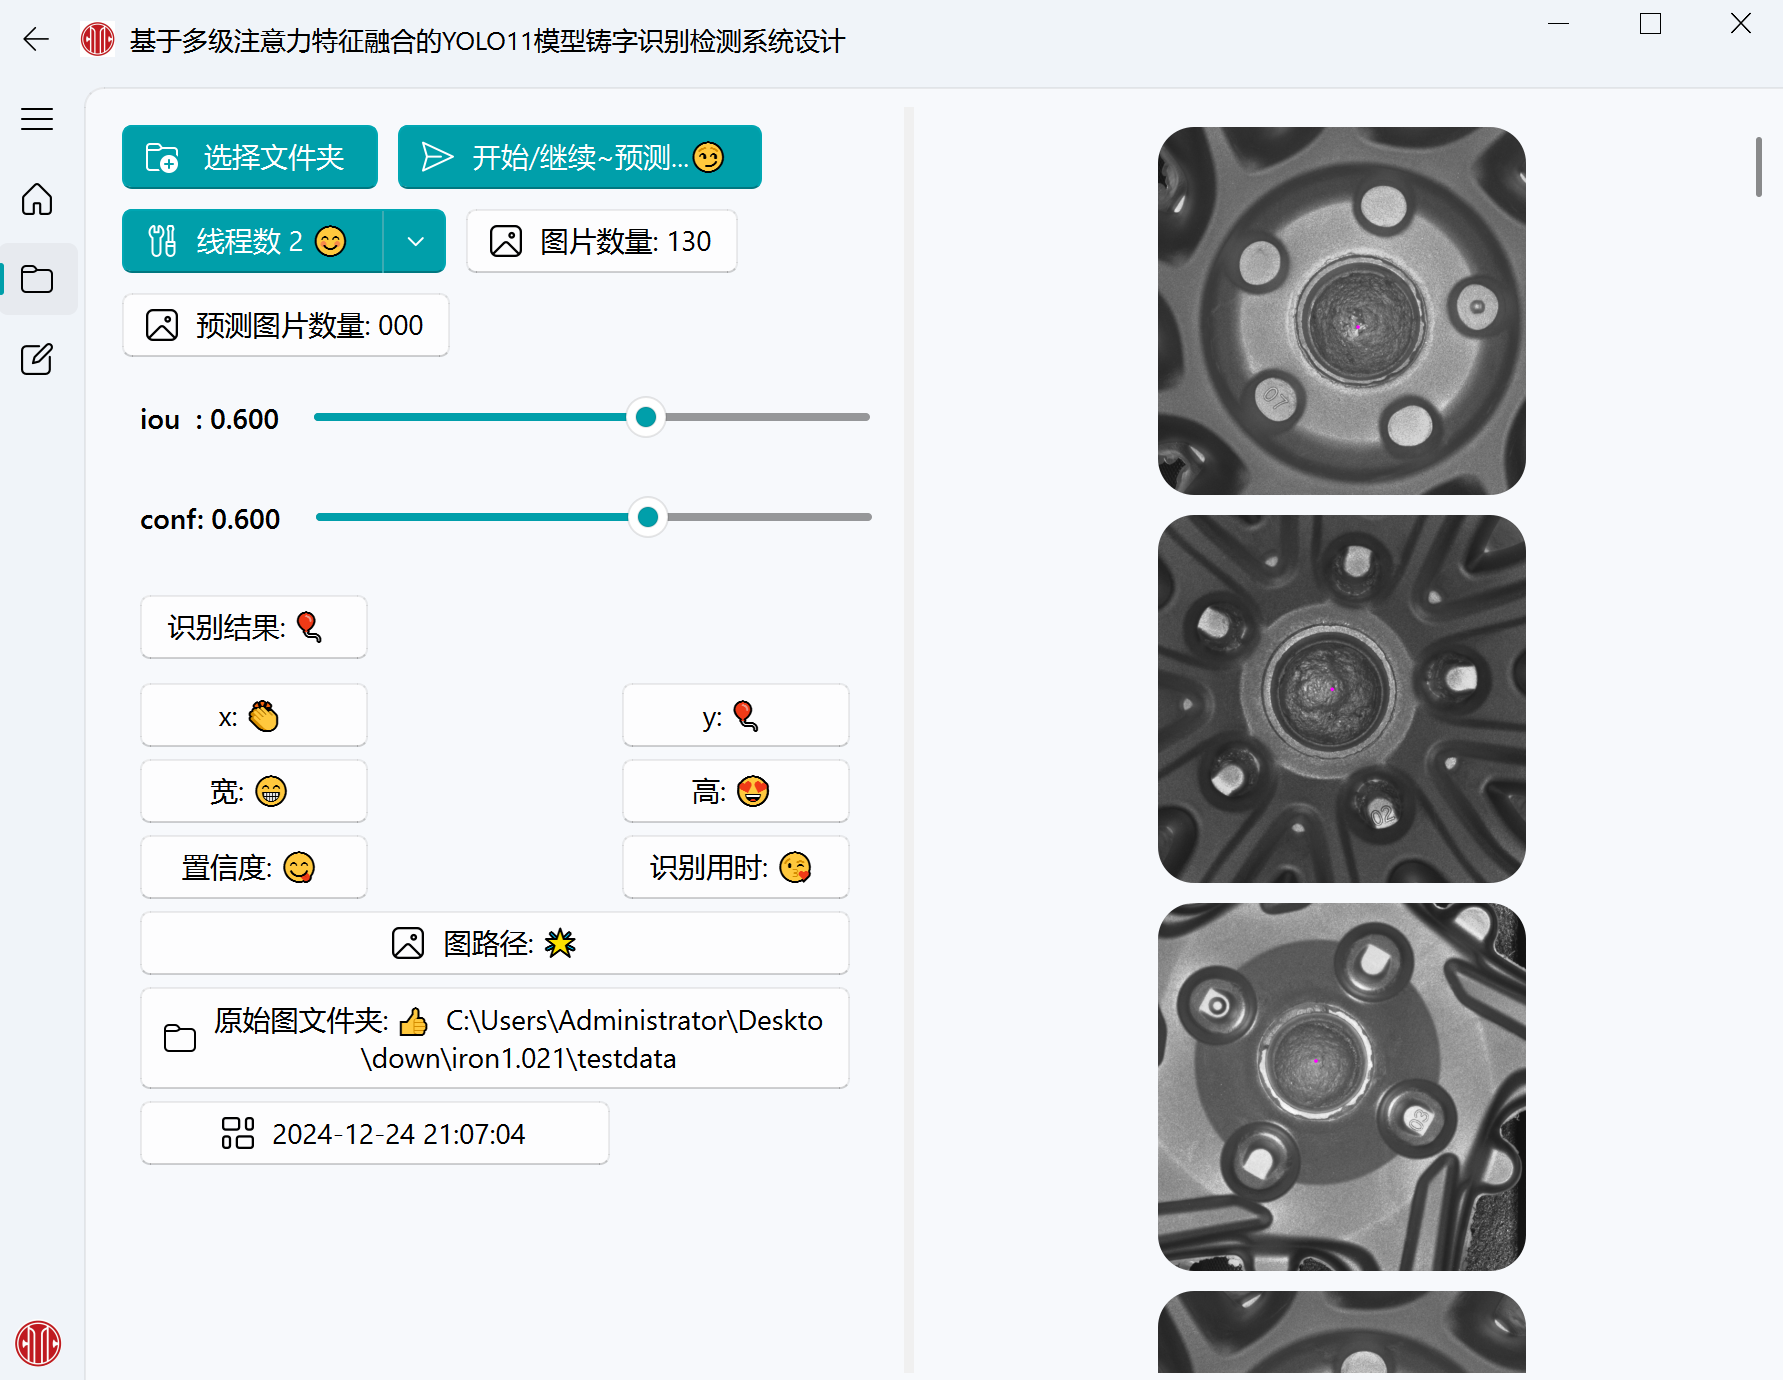 基于多级注意力特征融合的YOLO11模型铸字识别检测系统设计
选择文件夹
开始/继续~预测...😏
线程数 2 😊
图片数量: 130
预测图片数量: 000
iou : 0.600
conf: 0.600
识别结果: 🎈
x: 👏
y: 🎈
宽: 😁
高: 😍
置信度: 😋
识别用时: 😘
图路径: 🌟
原始图文件夹: 👍 C:\Users\Administrator\Deskto
\down\iron1.021\testdata
2024-12-24 21:07:04
07
02
03